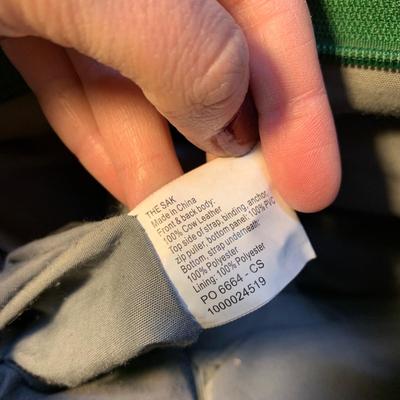 THE SAK
Made in China
Front & back body:
100% Cow Leather
Top side of strap, binding, anchor,
zip puller, bottom panel: 100% PVC
Bottom, strap underneath:
100% Polyester
Lining: 100% Polyester
PO 6664 - CS
1000024519